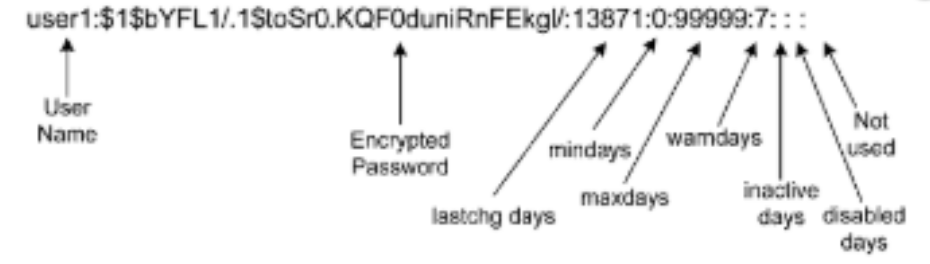 user1:$1$bYFL1/.1$toSr0.KQF0duniRnFEkgl/:13871:0:99999:7: : :
User
Name
Encrypted
Password
lastchg days
mindays
maxdays
warndays
inactive
days
disabled
days
Not
used